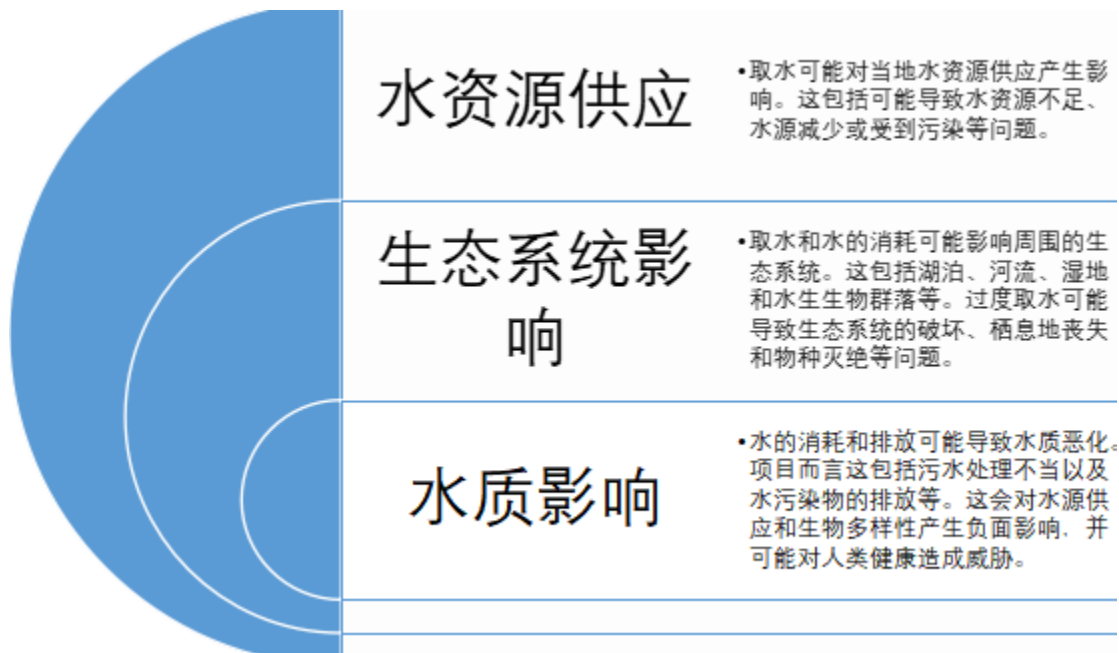 水资源供应
•取水可能对当地水资源供应产生影
响。这包括可能导致水资源不足、
水源减少或受到污染等问题。
生态系统影
响
•取水和水的消耗可能影响周围的生
态系统。这包括湖泊、河流、湿地
和水生生物群落等。过度取水可能
导致生态系统的破坏、栖息地丧失
和物种灭绝等问题。
水质影响
•水的消耗和排放可能导致水质恶化。
项目而言这包括污水处理不当以及
水污染物的排放等。这会对水源供
应和生物多样性产生负面影响，并
可能对人类健康造成威胁。